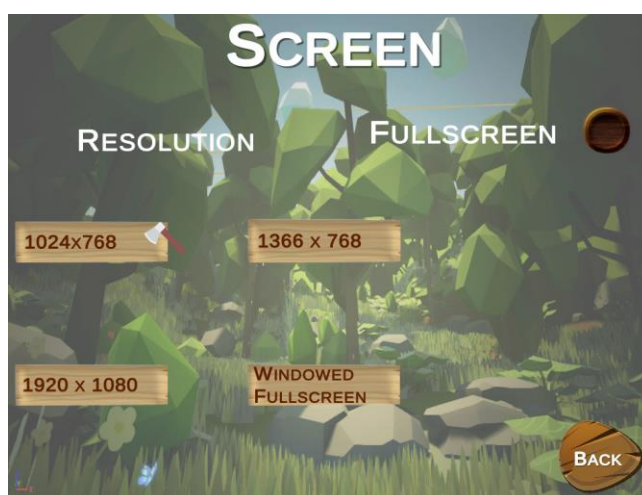 SCREEN
RESOLUTION
FULLSCREEN
1024x768
1366 x 768
1920 x 1080
WINDOWED
FULLSCREEN
BACK